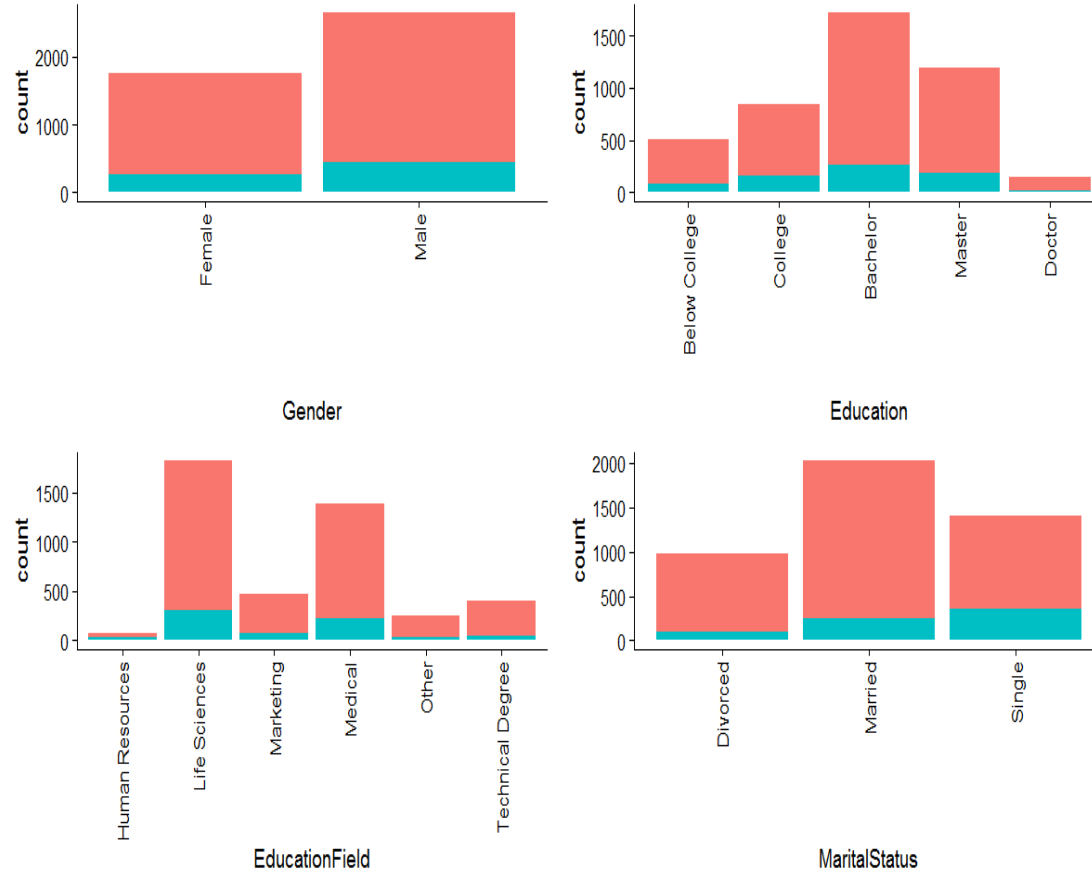 count
2000
1000
0
Female
Male
Gender
count
1500
1000
500
0
Below College
College
Bachelor
Master
Doctor
Education
count
1500
1000
500
0
Human Resources
Life Sciences
Marketing
Medical
Other
Technical Degree
EducationField
count
2000
1500
1000
500
0
Divorced
Married
Single
MaritalStatus